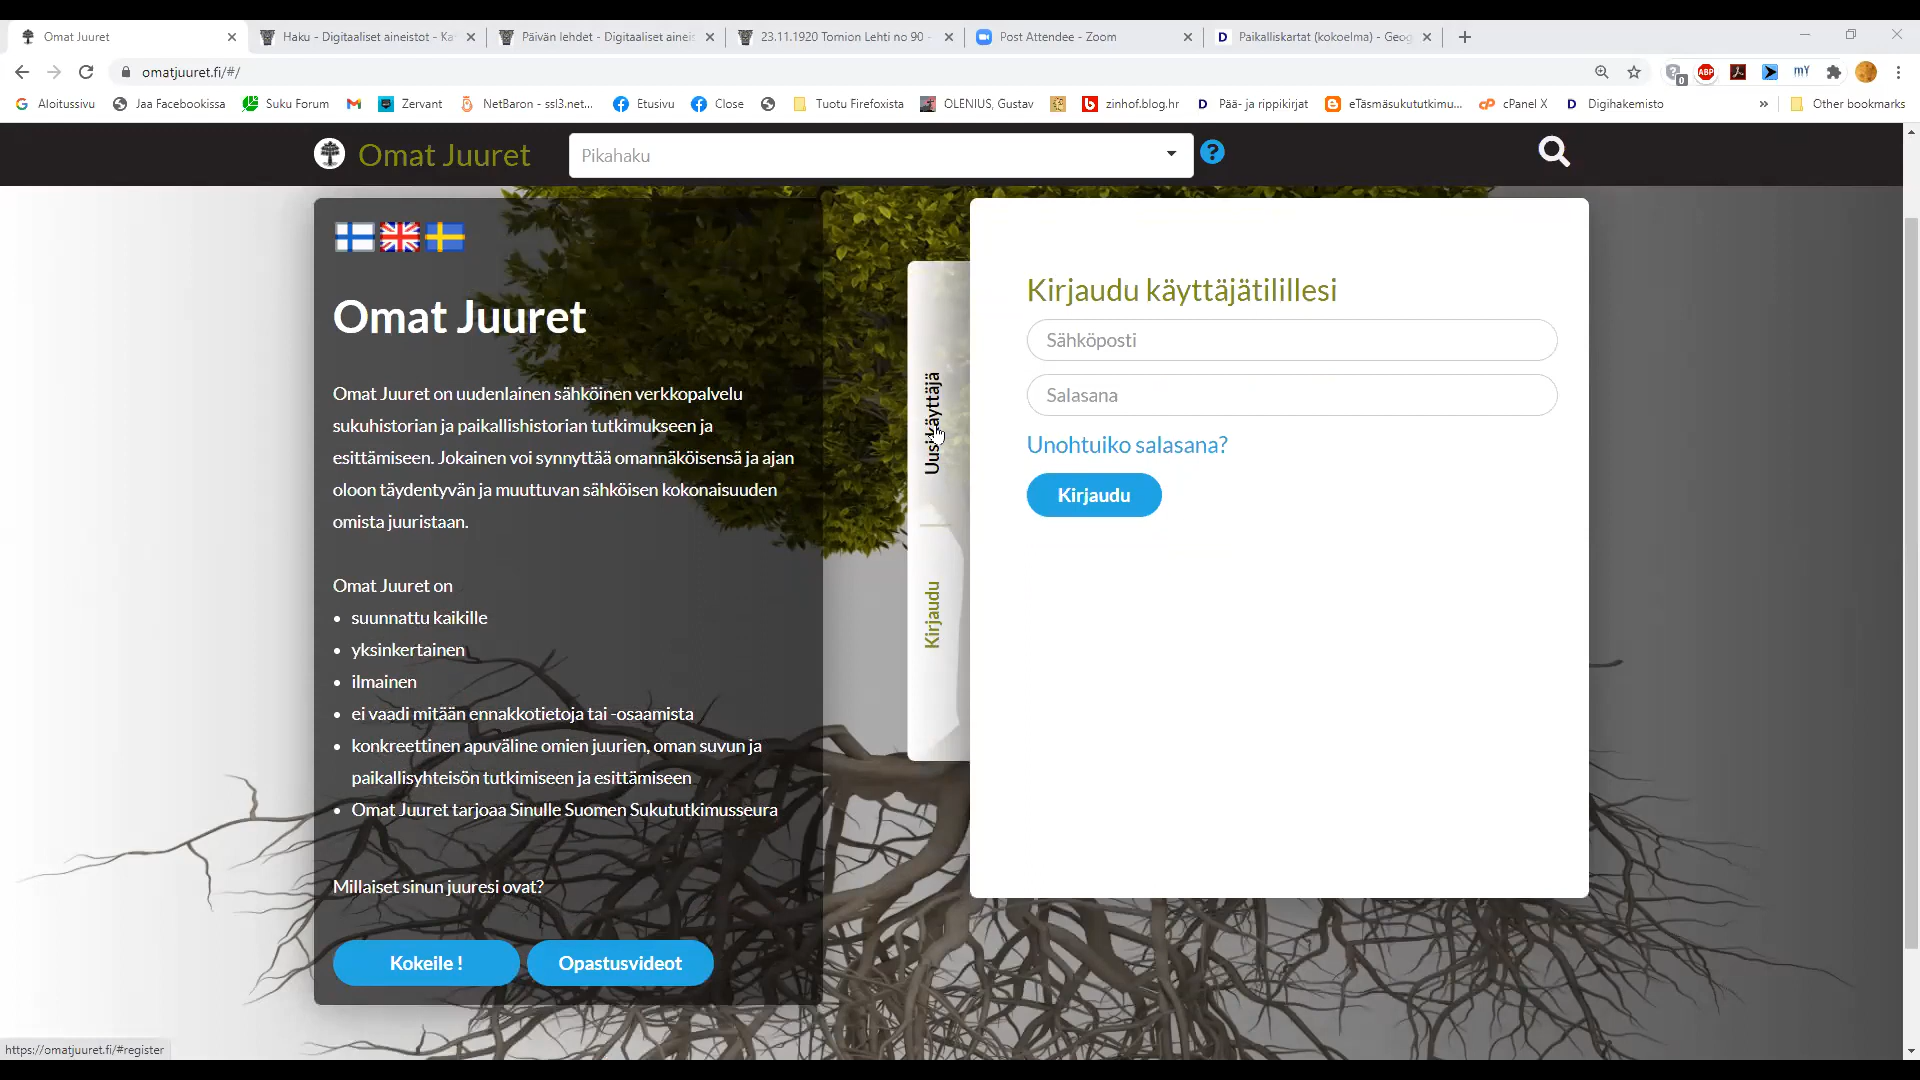 Omat Juuret
Haku - Digitaaliset aineistot - Ka
Päivän lehdet - Digitaaliset aineis
23.11.1920 Tornion Lehti no 90 -
Post Attendee - Zoom
Paikalliskartat (kokoelma) - Geog
omatjuuret.fi/#/
0
ABP
mY
Aloitussivu
Jaa Facebookissa
Suku Forum
Zervant
NetBaron - ssl3.net...
Etusivu
Close
Tuotu Firefoxista
OLENIUS, Gustav
zinhof.blog.hr
Pää- ja rippikirjat
eTäsmäsukututkimu...
cPanel X
Digihakemisto
»
Other bookmarks
Omat Juuret
Pikahaku
?
Omat Juuret
Omat Juuret on uudenlainen sähköinen verkkopalvelu
sukuhistorian ja paikallishistorian tutkimukseen ja
esittämiseen. Jokainen voi synnyttää omannäköisensä ja ajan
oloon täydentyvän ja muuttuvan sähköisen kokonaisuuden
omista juuristaan.
Omat Juuret on
• suunnattu kaikille
• yksinkertainen
• ilmainen
• ei vaadi mitään ennakkotietoja tai -osaamista
• konkreettinen apuväline omien juurien, oman suvun ja
paikallisyhteisön tutkimiseen ja esittämiseen
• Omat Juuret tarjoaa Sinulle Suomen Sukututkimusseura
Millaiset sinun juuresi ovat?
Kokeile !
Opastusvideot
Uusi käyttäjä
Kirjaudu
Kirjaudu käyttäjätilillesi
Sähköposti
Salasana
Unohtuiko salasana?
Kirjaudu
https://omatjuuret.fi/#register